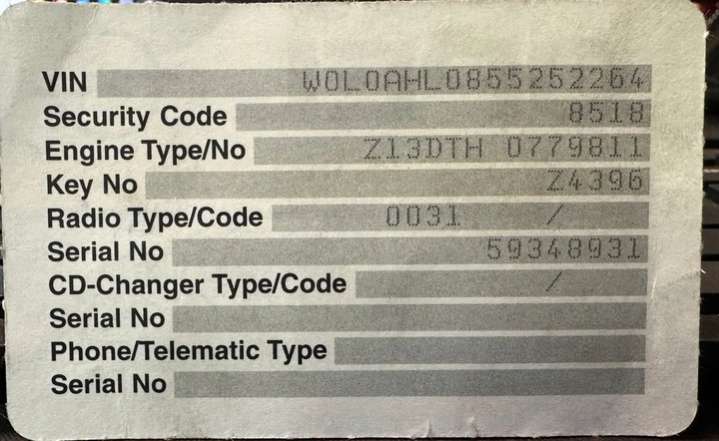 VIN W0L0AHL0855252264
Security Code 8518
Engine Type/No Z13DTH 0779811
Key No Z4396
Radio Type/Code 0031 /
Serial No 59348931
CD-Changer Type/Code /
Serial No
Phone/Telematic Type
Serial No